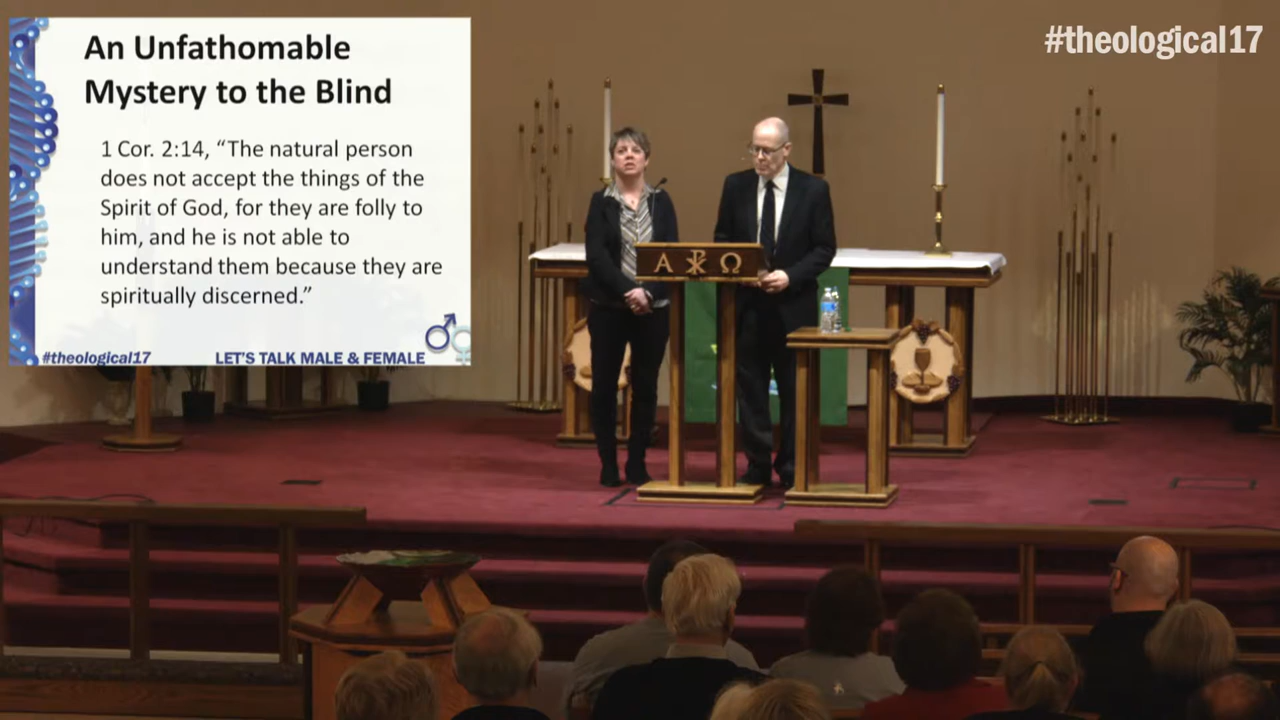 An Unfathomable
Mystery to the Blind
1 Cor. 2:14, “The natural person
does not accept the things of the
Spirit of God, for they are folly to
him, and he is not able to
understand them because they are
spiritually discerned.”
#theological17
LET'S TALK MALE & FEMALE
#theological17
Α ☧ Ω